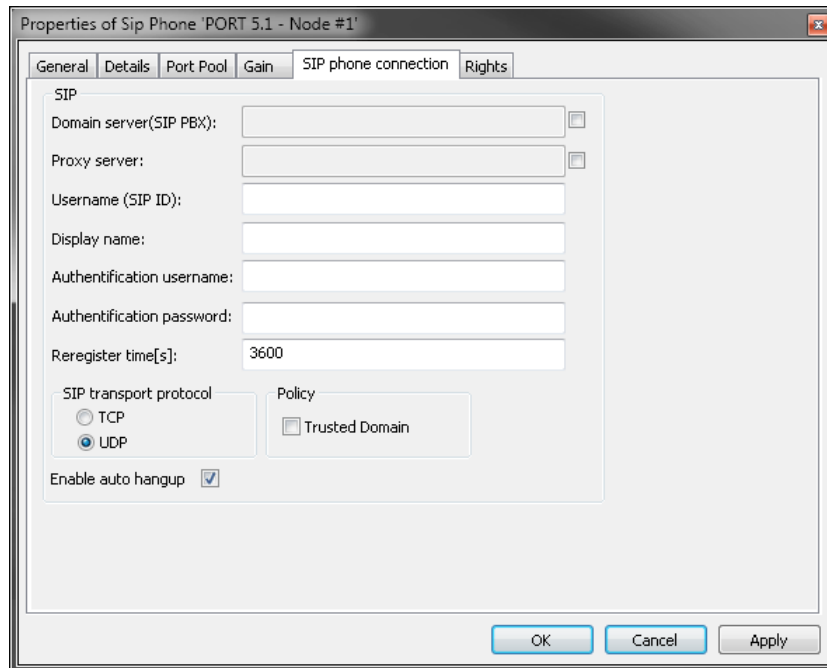 Properties of Sip Phone 'PORT 5.1 - Node #1'
General Details Port Pool Gain SIP phone connection Rights
SIP
Domain server(SIP PBX):
Proxy server:
Username (SIP ID):
Display name:
Authentification username:
Authentification password:
Reregister time[s]: 3600
SIP transport protocol Policy
TCP Trusted Domain
UDP
Enable auto hangup
OK Cancel Apply